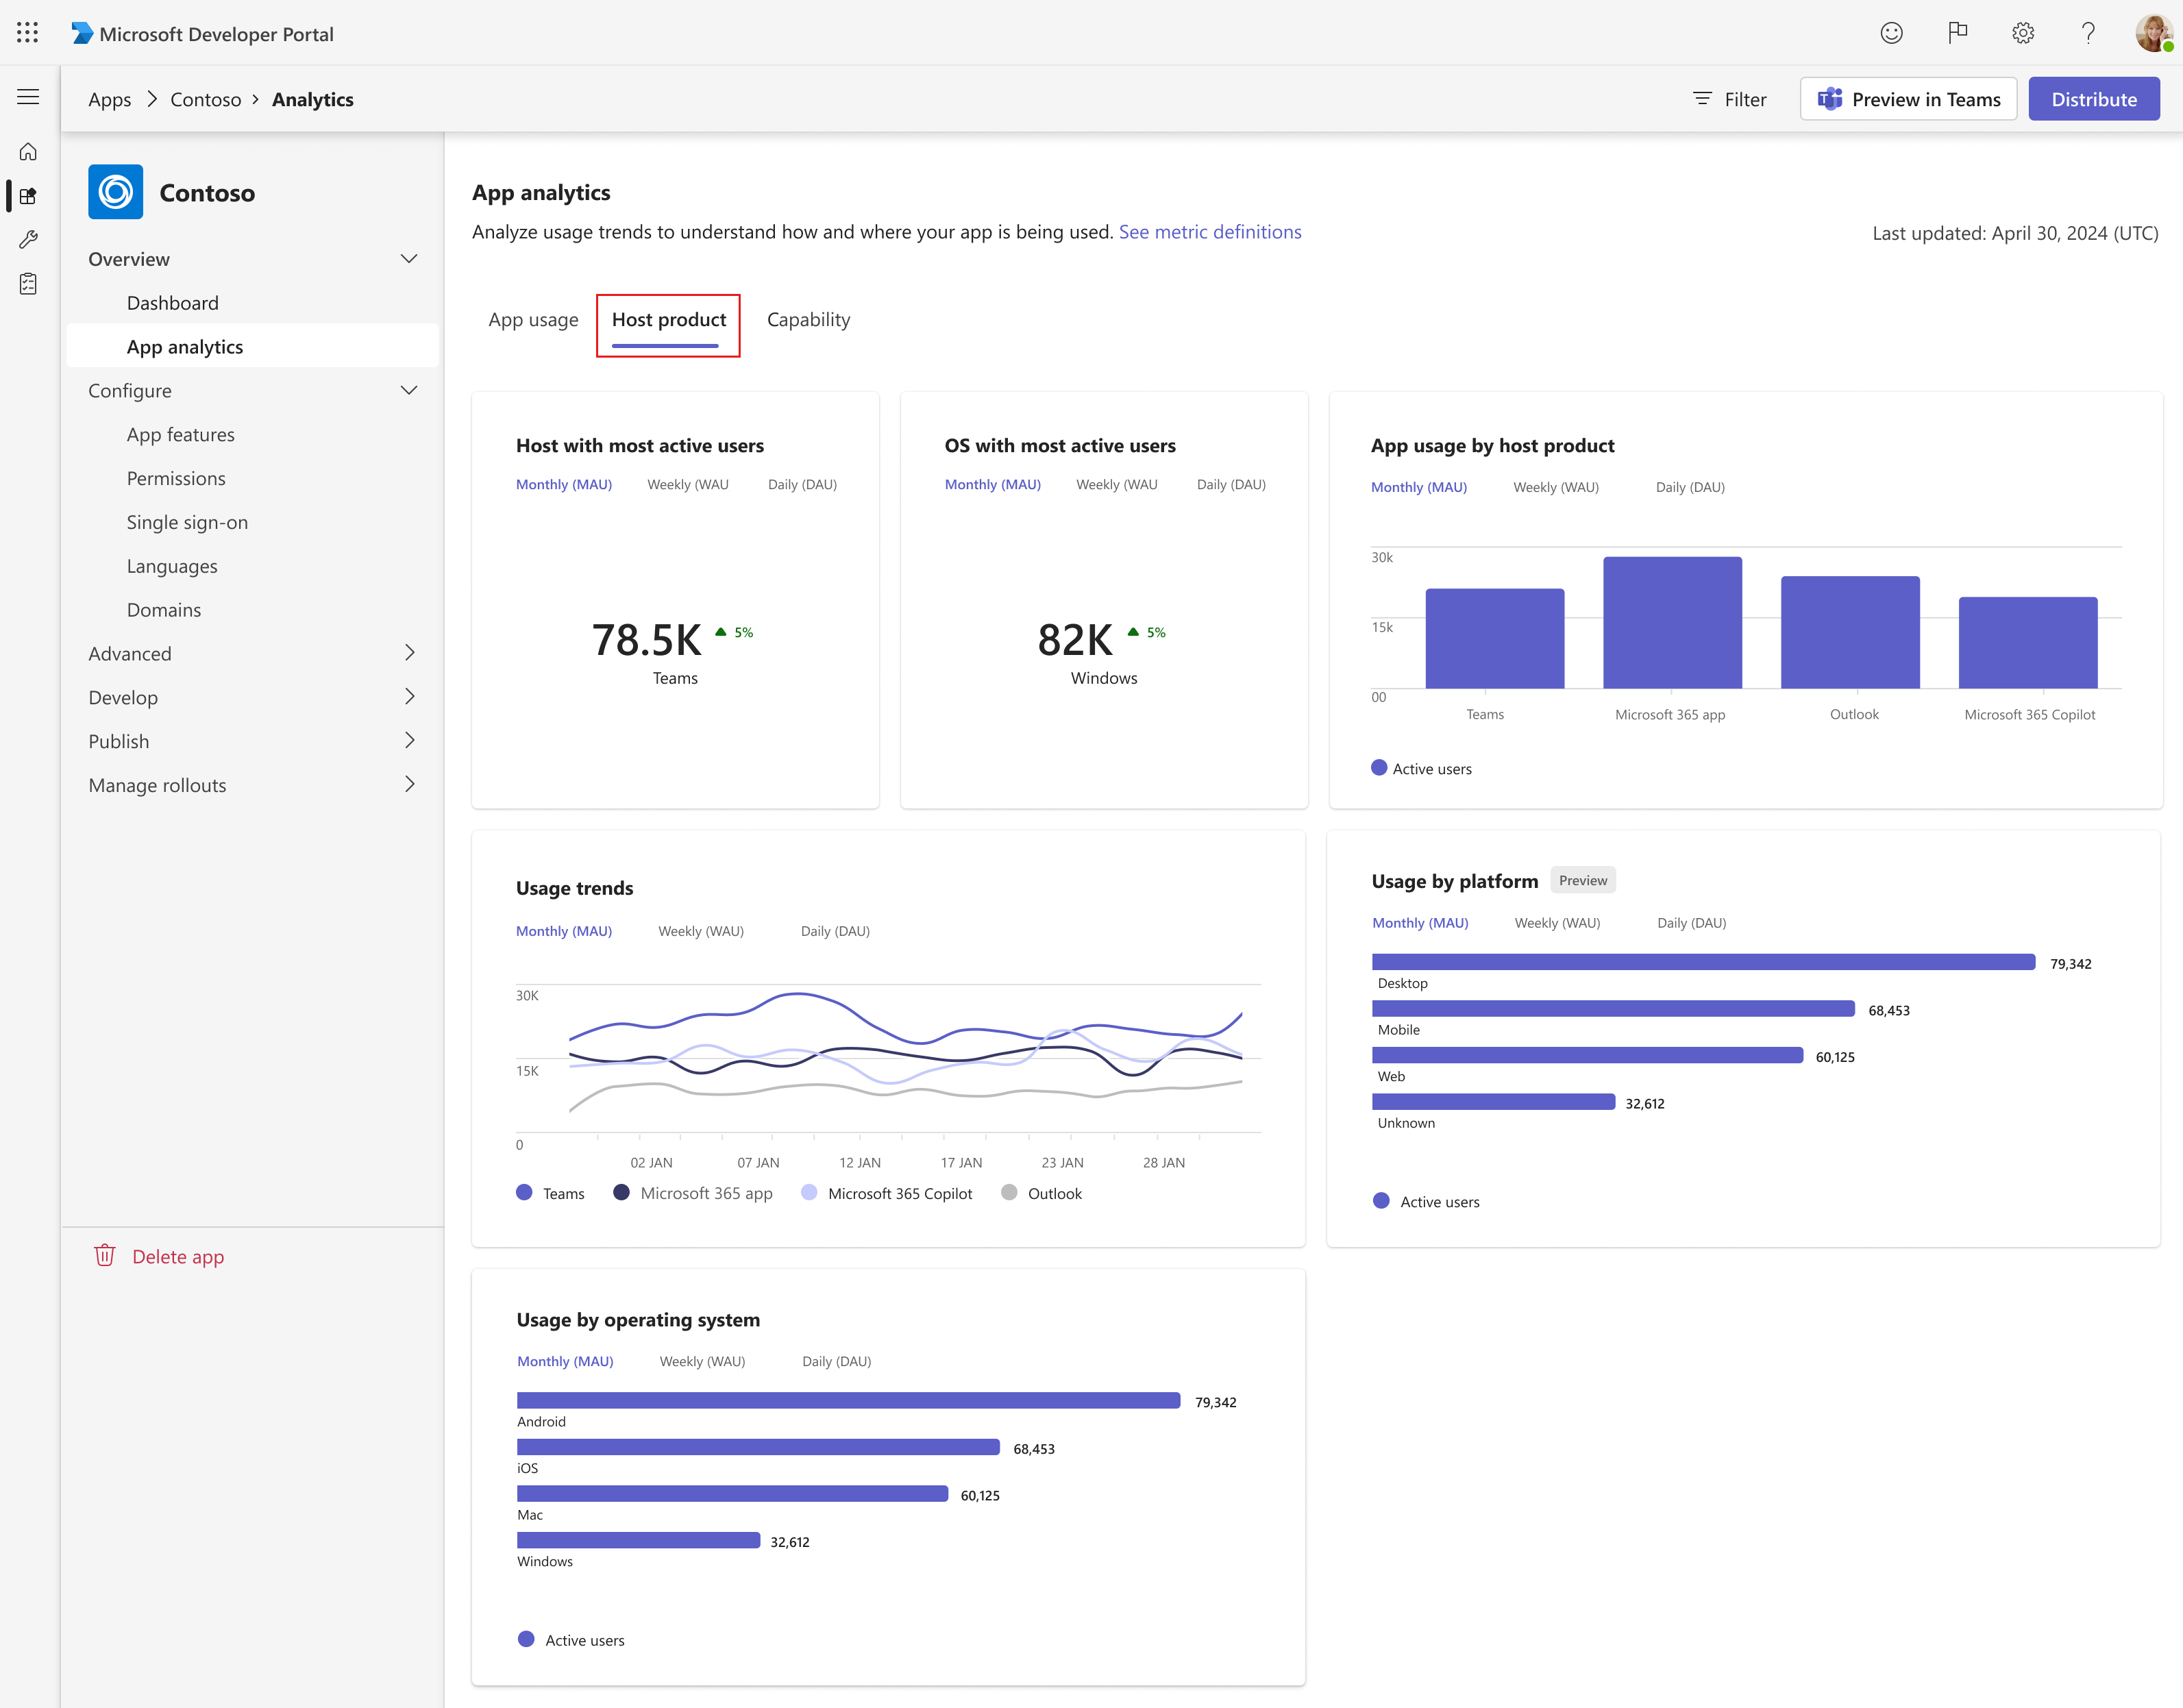 Microsoft Developer Portal
Apps > Contoso > Analytics
Filter
Preview in Teams
Distribute
Contoso
Overview
Dashboard
App analytics
Configure
App features
Permissions
Single sign-on
Languages
Domains
Advanced
Develop
Publish
Manage rollouts
Delete app
App analytics
Analyze usage trends to understand how and where your app is being used. See metric definitions
Last updated: April 30, 2024 (UTC)
App usage
Host product
Capability
Host with most active users
Monthly (MAU) Weekly (WAU Daily (DAU)
78.5K 5%
Teams
OS with most active users
Monthly (MAU) Weekly (WAU Daily (DAU)
82K 5%
Windows
App usage by host product
Monthly (MAU) Weekly (WAU) Daily (DAU)
30k
15k
00
Teams Microsoft 365 app Outlook Microsoft 365 Copilot
Active users
Usage trends
Monthly (MAU) Weekly (WAU) Daily (DAU)
30K
15K
0
02 JAN 07 JAN 12 JAN 17 JAN 23 JAN 28 JAN
Teams Microsoft 365 app Microsoft 365 Copilot Outlook
Usage by platform Preview
Monthly (MAU) Weekly (WAU) Daily (DAU)
79,342
Desktop
68,453
Mobile
60,125
Web
32,612
Unknown
Active users
Usage by operating system
Monthly (MAU) Weekly (WAU) Daily (DAU)
79,342
Android
68,453
iOS
60,125
Mac
32,612
Windows
Active users